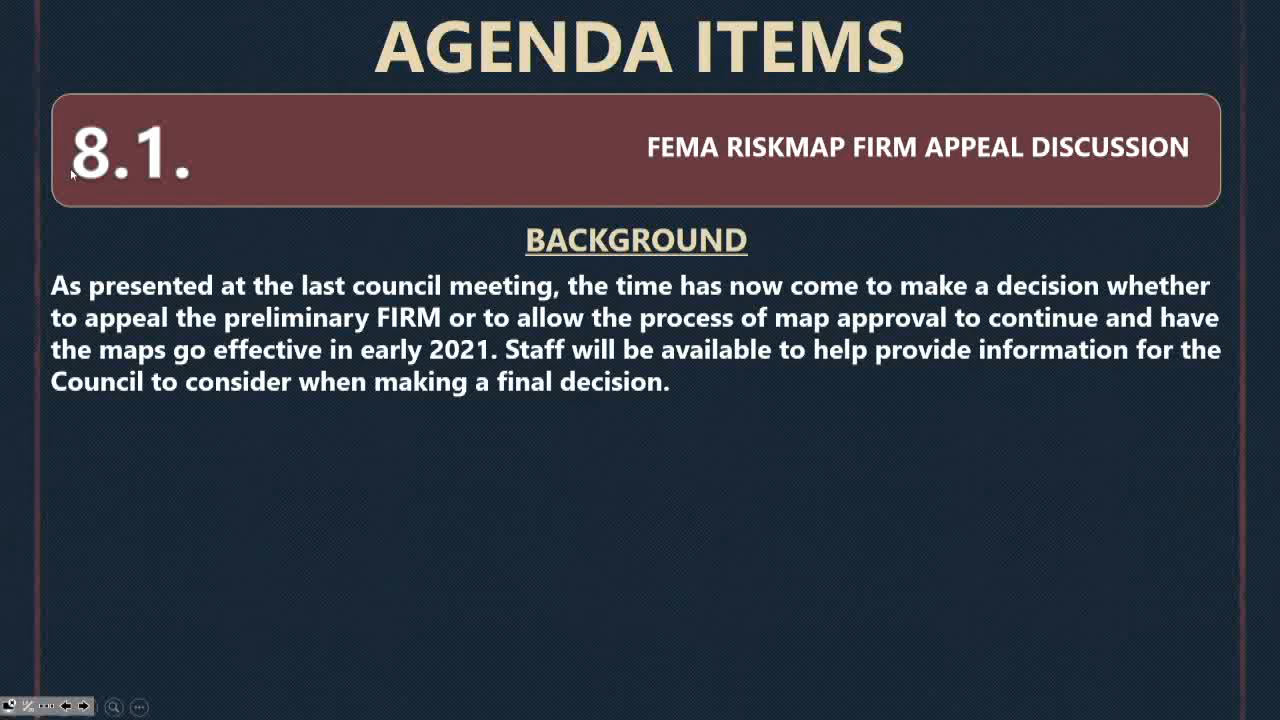 AGENDA ITEMS
8.1.
FEMA RISKMAP FIRM APPEAL DISCUSSION
BACKGROUND
As presented at the last council meeting, the time has now come to make a decision whether
to appeal the preliminary FIRM or to allow the process of map approval to continue and have
the maps go effective in early 2021. Staff will be available to help provide information for the
Council to consider when making a final decision.